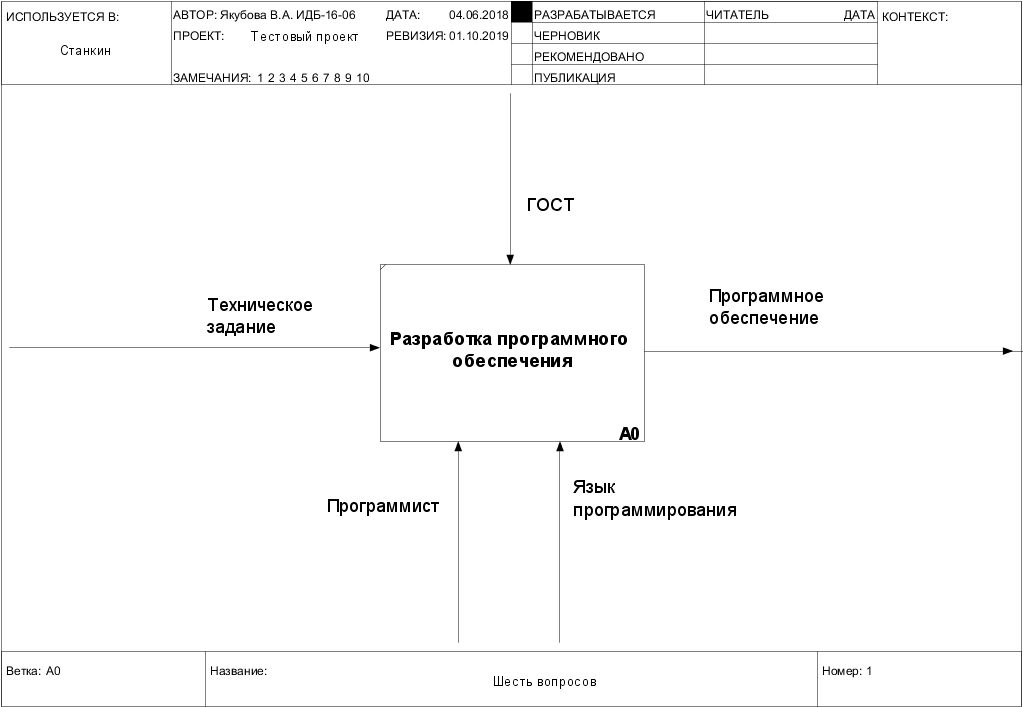 ИСПОЛЬЗУЕТСЯ В:
Станкин
АВТОР: Якубова В.А. ИДБ-16-06
ДАТА: 04.06.2018
ПРОЕКТ: Тестовый проект
РЕВИЗИЯ: 01.10.2019
ЗАМЕЧАНИЯ: 1 2 3 4 5 6 7 8 9 10
РАЗРАБАТЫВАЕТСЯ
ЧЕРНОВИК
РЕКОМЕНДОВАНО
ПУБЛИКАЦИЯ
ЧИТАТЕЛЬ ДАТА
КОНТЕКСТ:
ГОСТ
Техническое
задание
Программное
обеспечение
Разработка программного
обеспечения
A0
Программист
Язык
программирования
Ветка: A0
Название:
Шесть вопросов
Номер: 1